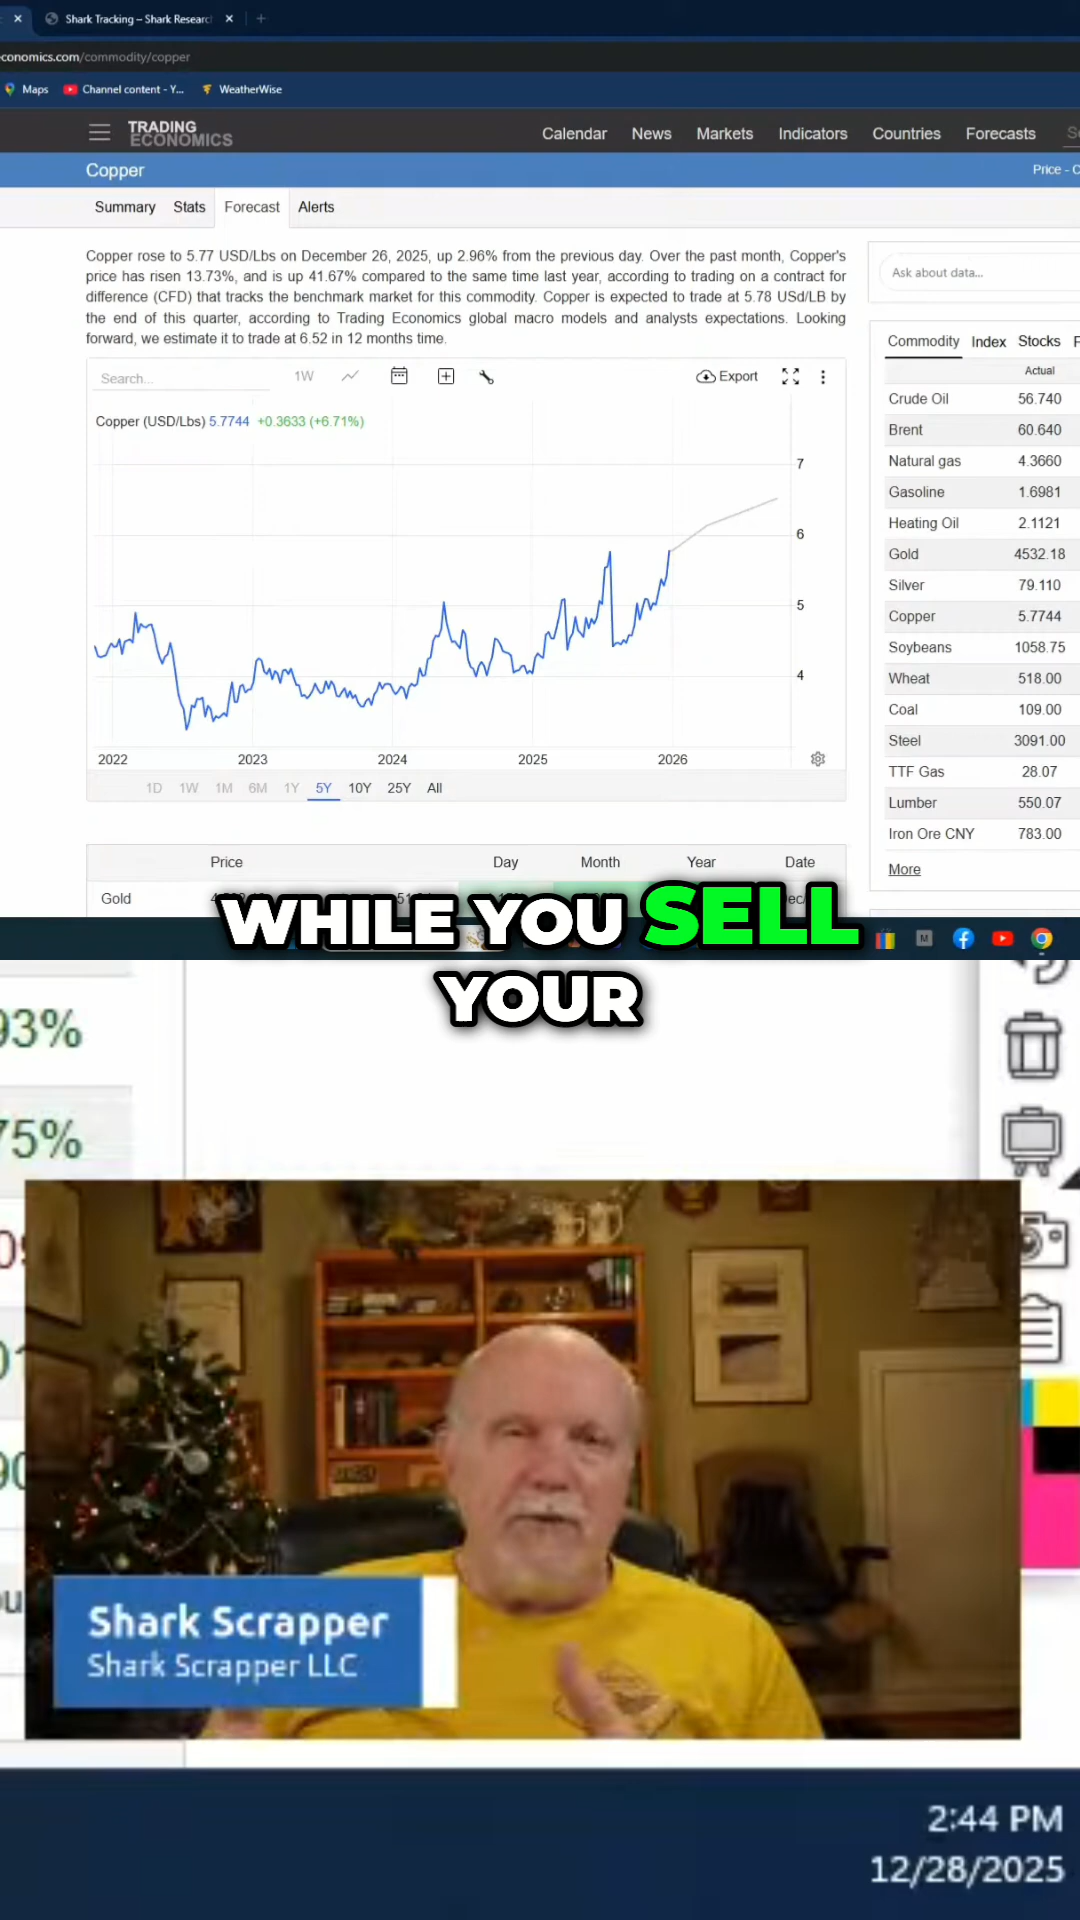 Shark Tracking – Shark Researc
conomics.com/commodity/copper
Maps
Channel content - Y...
WeatherWise
TRADING
ECONOMICS
Calendar
News
Markets
Indicators
Countries
Forecasts
Copper
Price - C
Summary
Stats
Forecast
Alerts
Copper rose to 5.77 USD/Lbs on December 26, 2025, up 2.96% from the previous day. Over the past month, Copper's
price has risen 13.73%, and is up 41.67% compared to the same time last year, according to trading on a contract for
difference (CFD) that tracks the benchmark market for this commodity. Copper is expected to trade at 5.78 USd/LB by
the end of this quarter, according to Trading Economics global macro models and analysts expectations. Looking
forward, we estimate it to trade at 6.52 in 12 months time.
Ask about data...
Search...
1W
Export
Copper (USD/Lbs) 5.7744 +0.3633 (+6.71%)
7
6
5
4
2022
2023
2024
2025
2026
1D 1W 1M 6M 1Y 5Y 10Y 25Y All
Commodity Index Stocks
Actual
Crude Oil 56.740
Brent 60.640
Natural gas 4.3660
Gasoline 1.6981
Heating Oil 2.1121
Gold 4532.18
Silver 79.110
Copper 5.7744
Soybeans 1058.75
Wheat 518.00
Coal 109.00
Steel 3091.00
TTF Gas 28.07
Lumber 550.07
Iron Ore CNY 783.00
More
Price Day Month Year Date
Gold
WHILE YOU SELL
YOUR
93%
75%
Shark Scrapper
Shark Scrapper LLC
2:44 PM
12/28/2025